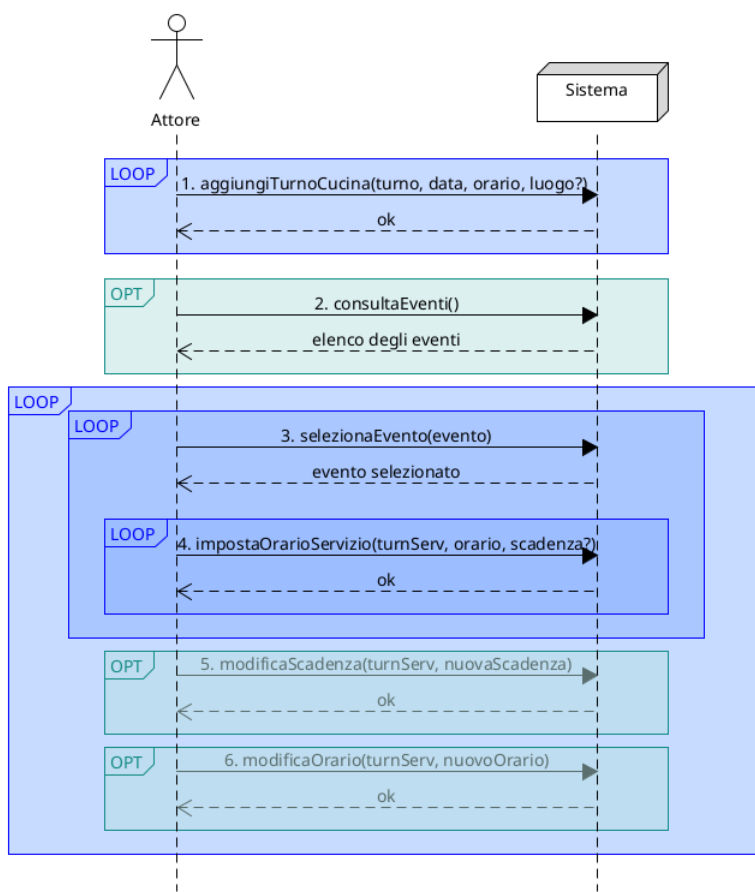 Attore
Sistema
LOOP
1. aggiungiTurnoCucina(turno, data, orario, luogo?)
ok
OPT
2. consultaEventi()
elenco degli eventi
LOOP
LOOP
3. selezionaEvento(evento)
evento selezionato
LOOP
4. impostaOrarioServizio(turnServ, orario, scadenza?)
ok
OPT
5. modificaScadenza(turnServ, nuovaScadenza)
ok
OPT
6. modificaOrario(turnServ, nuovoOrario)
ok